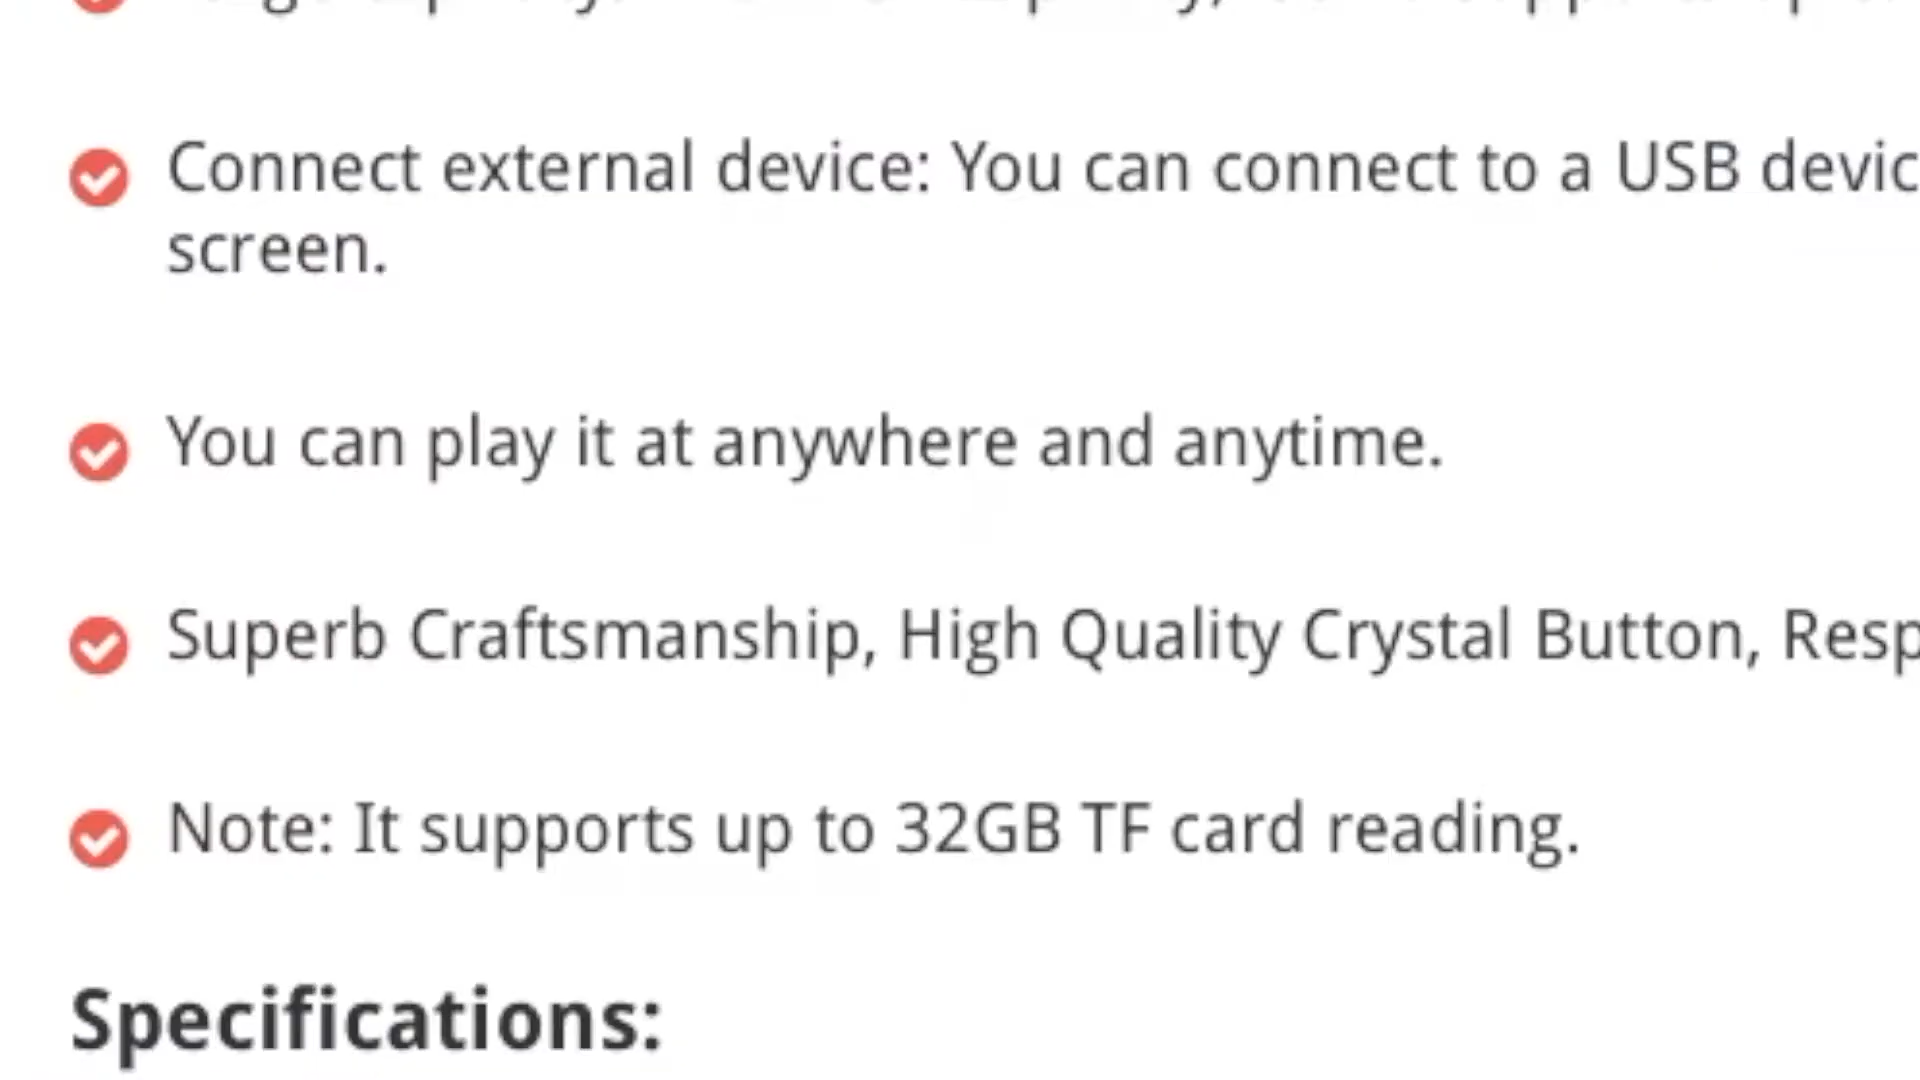 Connect external device: You can connect to a USB devic
screen.
You can play it at anywhere and anytime.
Superb Craftsmanship, High Quality Crystal Button, Resp
Note: It supports up to 32GB TF card reading.
Specifications: